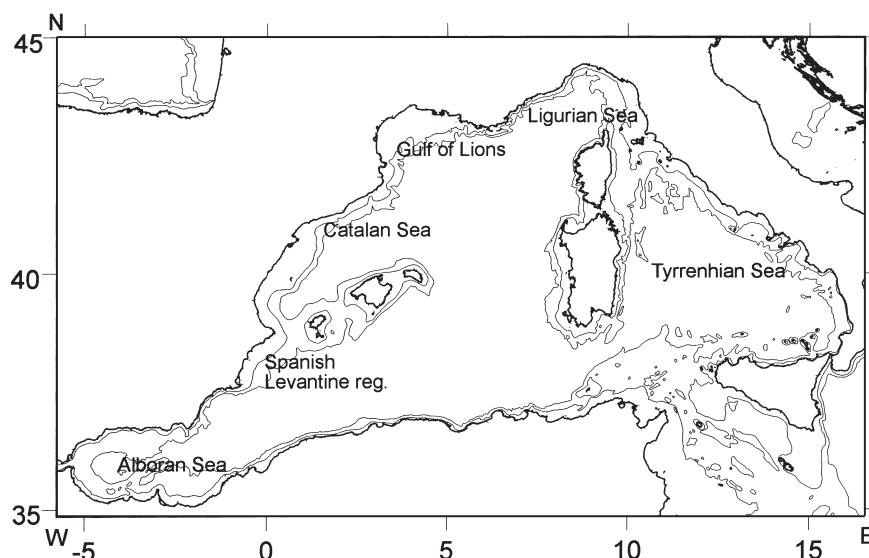 N
45
Ligurian Sea
Gulf of Lions
Catalan Sea
40
Tyrrhenian Sea
Spanish
Levantine reg.
Alboran Sea
35
W
E
-5
0
5
10
15